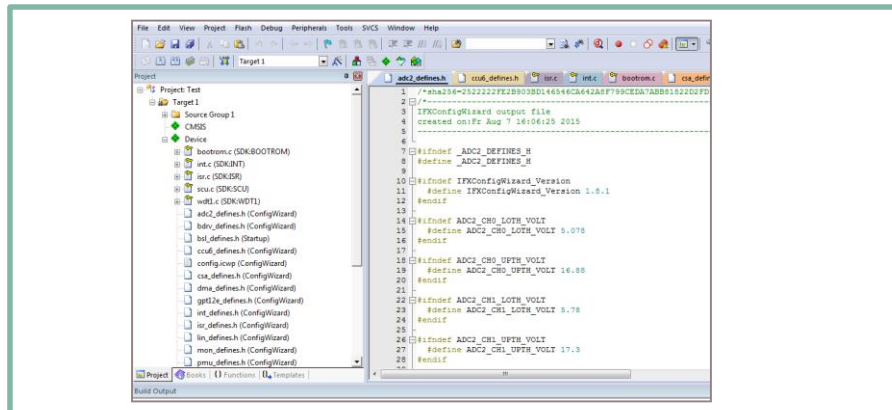 File Edit View Project Flash Debug Peripherals Tools SVCS Window Help
Target 1
Project
Project: Test
Target 1
Source Group 1
CMSIS
Device
bootrom.c (SDK:BOOTROM)
int.c (SDK:INT)
isr.c (SDK:ISR)
scu.c (SDK:SCU)
wdt1.c (SDK:WDT1)
adc2_defines.h (ConfigWizard)
bdrv_defines.h (ConfigWizard)
bsl_defines.h (Startup)
ccu6_defines.h (ConfigWizard)
config.icwp (ConfigWizard)
csa_defines.h (ConfigWizard)
dma_defines.h (ConfigWizard)
gpt12e_defines.h (ConfigWizard)
int_defines.h (ConfigWizard)
isr_defines.h (ConfigWizard)
lin_defines.h (ConfigWizard)
mon_defines.h (ConfigWizard)
pmu_defines.h (ConfigWizard)
Project Books {} Functions Templates
adc2_defines.h ccu6_defines.h isr.c int.c bootrom.c
1 /*sha256=
2 /*
3 IFXConfigWizard output file
4 created on:Fri Aug 7 16:06:25 2015
5
6
7 #ifndef _ADC2_DEFINES_H
8 #define _ADC2_DEFINES_H
9
10 #ifndef IFXConfigWizard_Version
11 #define IFXConfigWizard_Version 1.8.1
12 #endif
13
14 #ifndef ADC2_CH0_LOTH_VOLT
15 #define ADC2_CH0_LOTH_VOLT 5.078
16 #endif
17
18 #ifndef ADC2_CH0_UPTH_VOLT
19 #define ADC2_CH0_UPTH_VOLT 16.88
20 #endif
21
22 #ifndef ADC2_CH1_LOTH_VOLT
23 #define ADC2_CH1_LOTH_VOLT 5.78
24 #endif
25
26 #ifndef ADC2_CH1_UPTH_VOLT
27 #define ADC2_CH1_UPTH_VOLT 17.3
28 #endif
Build Output